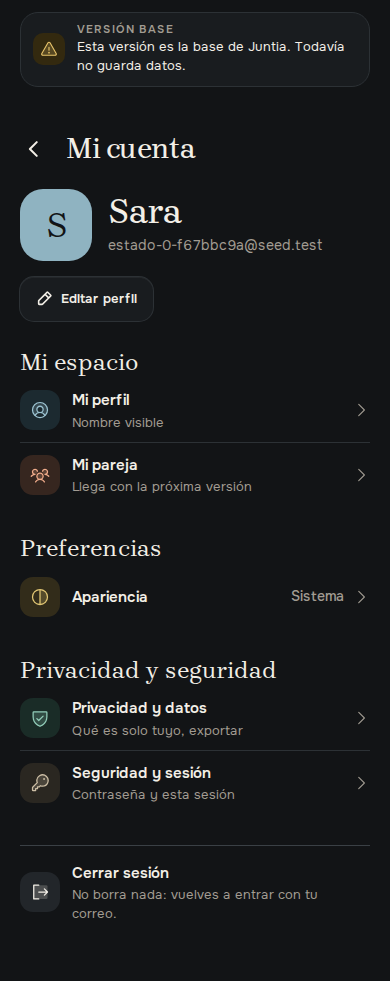 VERSIÓN BASE
Esta versión es la base de Juntia. Todavía
no guarda datos.
Mi cuenta
S
Sara
estado-0-f67bbc9a@seed.test
Editar perfil
Mi espacio
Mi perfil
Nombre visible
Mi pareja
Llega con la próxima versión
Preferencias
Apariencia
Sistema
Privacidad y seguridad
Privacidad y datos
Qué es solo tuyo, exportar
Seguridad y sesión
Contraseña y esta sesión
Cerrar sesión
No borra nada: vuelves a entrar con tu
correo.